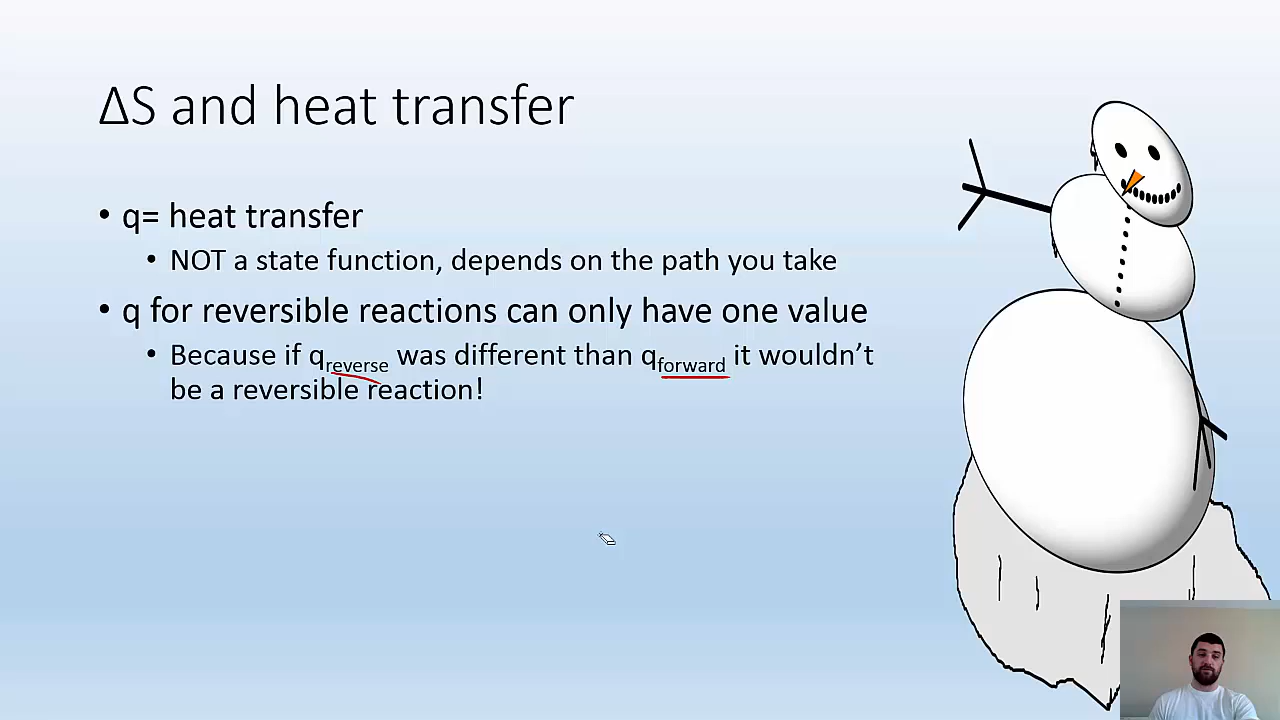 ΔS and heat transfer
• q= heat transfer
• NOT a state function, depends on the path you take
• q for reversible reactions can only have one value
• Because if qreverse was different than qforward it wouldn’t
be a reversible reaction!